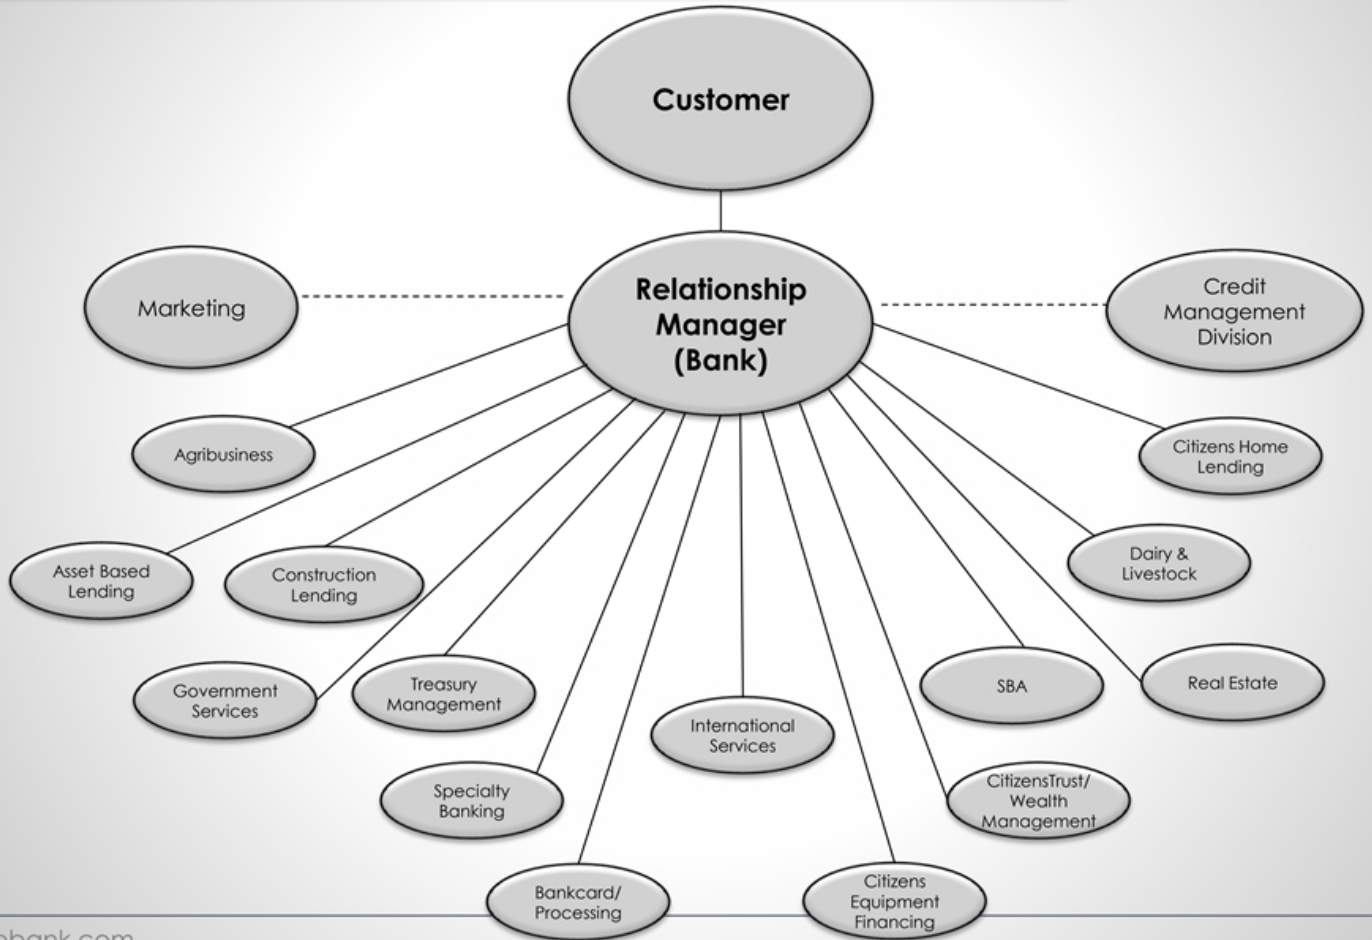 Customer
Relationship
Manager
(Bank)
Marketing
Credit
Management
Division
Agribusiness
Citizens Home
Lending
Asset Based
Lending
Construction
Lending
Dairy &
Livestock
Government
Services
Treasury
Management
International
Services
SBA
Real Estate
Specialty
Banking
CitizensTrust/
Wealth
Management
Bankcard/
Processing
Citizens
Equipment
Financing